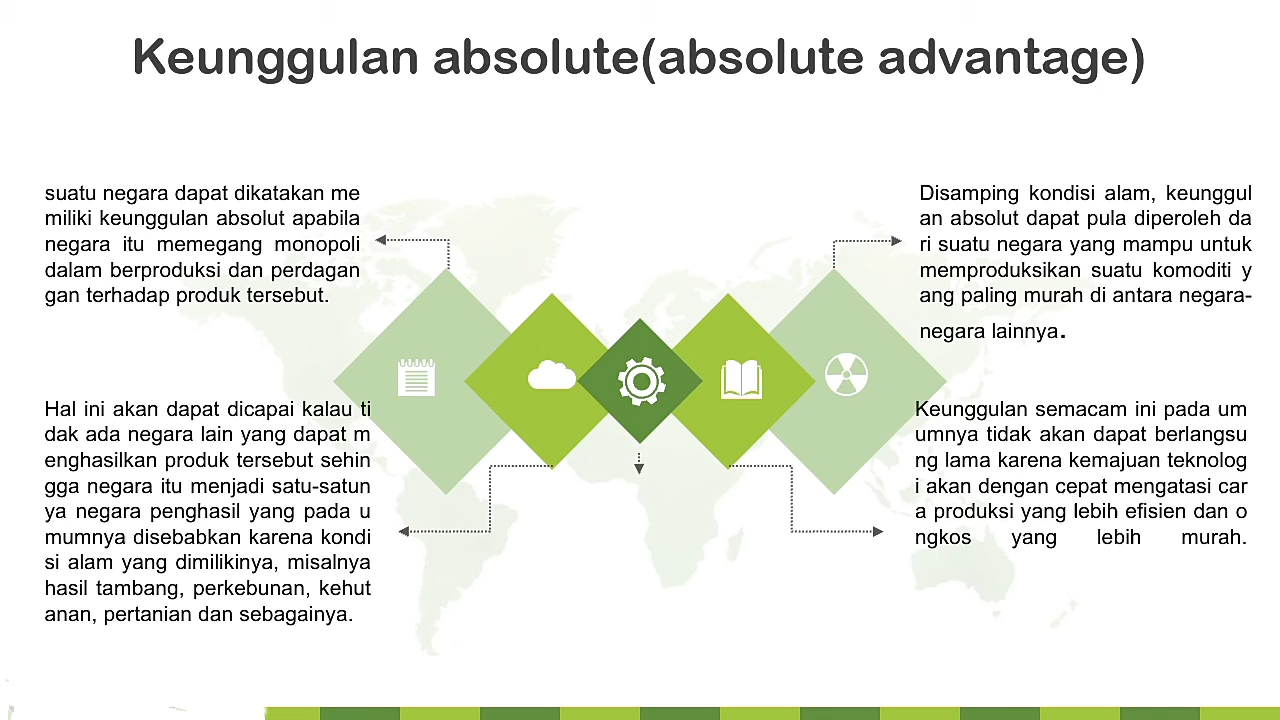 Keunggulan absolute(absolute advantage)
suatu negara dapat dikatakan me
miliki keunggulan absolut apabila
negara itu memegang monopoli
dalam berproduksi dan perdagan
gan terhadap produk tersebut.
Hal ini akan dapat dicapai kalau ti
dak ada negara lain yang dapat m
enghasilkan produk tersebut sehin
gga negara itu menjadi satu-satun
ya negara penghasil yang pada u
mumnya disebabkan karena kondi
si alam yang dimilikinya, misalnya
hasil tambang, perkebunan, kehut
anan, pertanian dan sebagainya.
Disamping kondisi alam, keunggul
an absolut dapat pula diperoleh da
ri suatu negara yang mampu untuk
memproduksikan suatu komoditi y
ang paling murah di antara negara-
negara lainnya.
Keunggulan semacam ini pada um
umnya tidak akan dapat berlangsu
ng lama karena kemajuan teknolog
i akan dengan cepat mengatasi car
a produksi yang lebih efisien dan o
ngkos yang lebih murah.